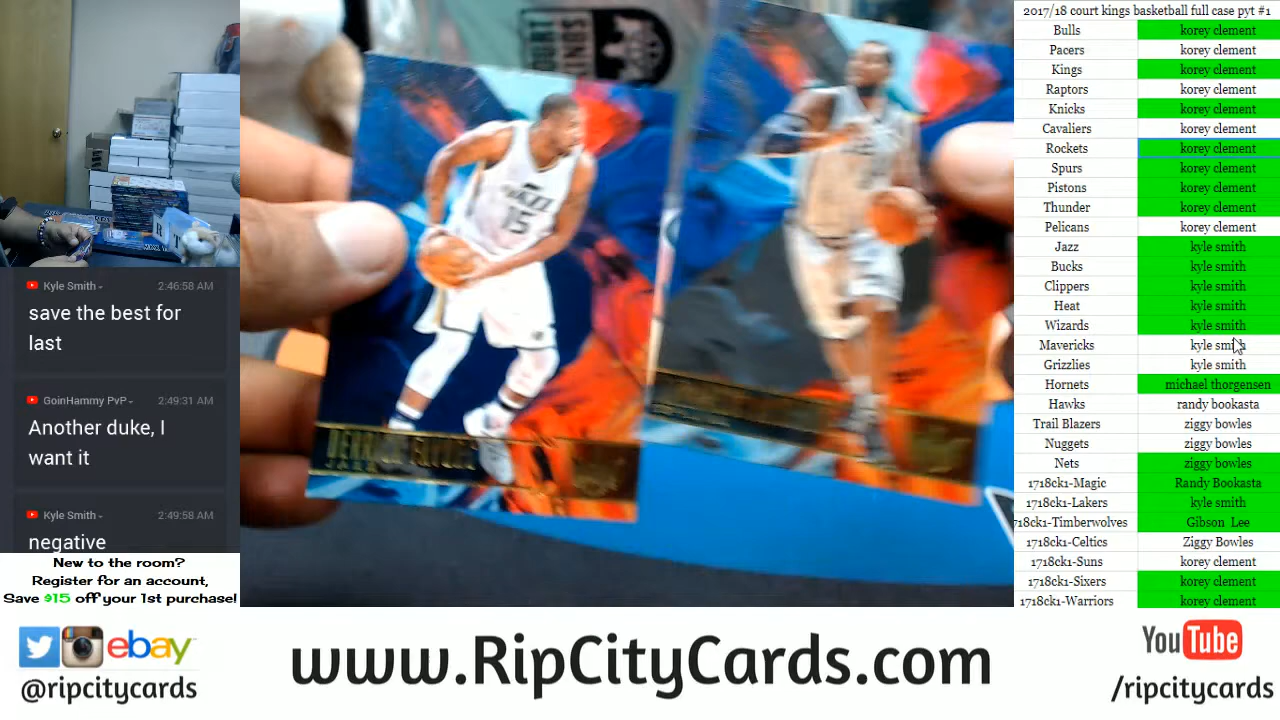 2017/18 court kings basketball full case pyt #1
Bulls korey clement
Pacers korey clement
Kings korey clement
Raptors korey clement
Knicks korey clement
Cavaliers korey clement
Rockets korey clement
Spurs korey clement
Pistons korey clement
Thunder korey clement
Pelicans korey clement
Jazz kyle smith
Bucks kyle smith
Clippers kyle smith
Heat kyle smith
Wizards kyle smith
Mavericks kyle smith
Grizzlies kyle smith
Hornets michael thorgensen
Hawks randy bookasta
Trail Blazers ziggy bowles
Nuggets ziggy bowles
Nets ziggy bowles
1718ck1-Magic Randy Bookasta
1718ck1-Lakers kyle smith
18ck1-Timberwolves Gibson Lee
1718ck1-Celtics Ziggy Bowles
1718ck1-Suns korey clement
1718ck1-Sixers korey clement
1718ck1-Warriors korey clement
COURT
KINGS
JAZZ
15
Kyle Smith 2:46:58 AM
save the best for
last
GoinHammy PvP 2:49:31 AM
Another duke, I
want it
Kyle Smith 2:49:58 AM
negative
New to the room?
Register for an account,
Save $15 off your 1st purchase!
ebay
@ripcitycards
www.RipCityCards.com
YouTube
/ripcitycards